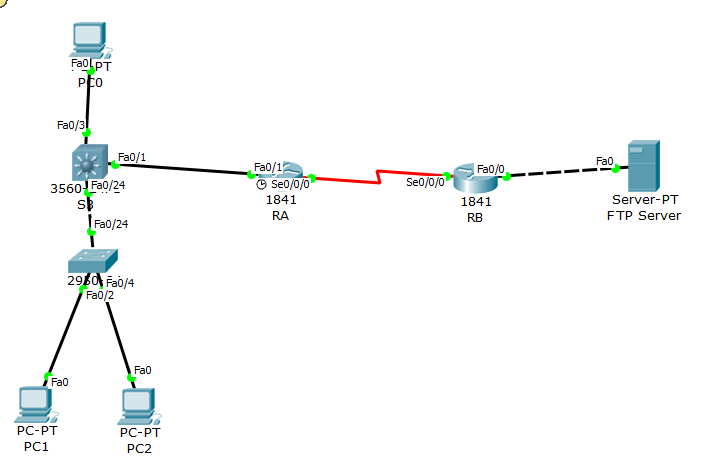 Fa0
PT
PC0
Fa0/3
Fa0/1
Fa0/24
Fa0/24
Fa0/4
Fa0/2
Fa0
PC-PT
PC1
Fa0
PC-PT
PC2
Fa0/1
Se0/0/0
1841
RA
Se0/0/0
Fa0/0
1841
RB
Fa0
Server-PT
FTP Server